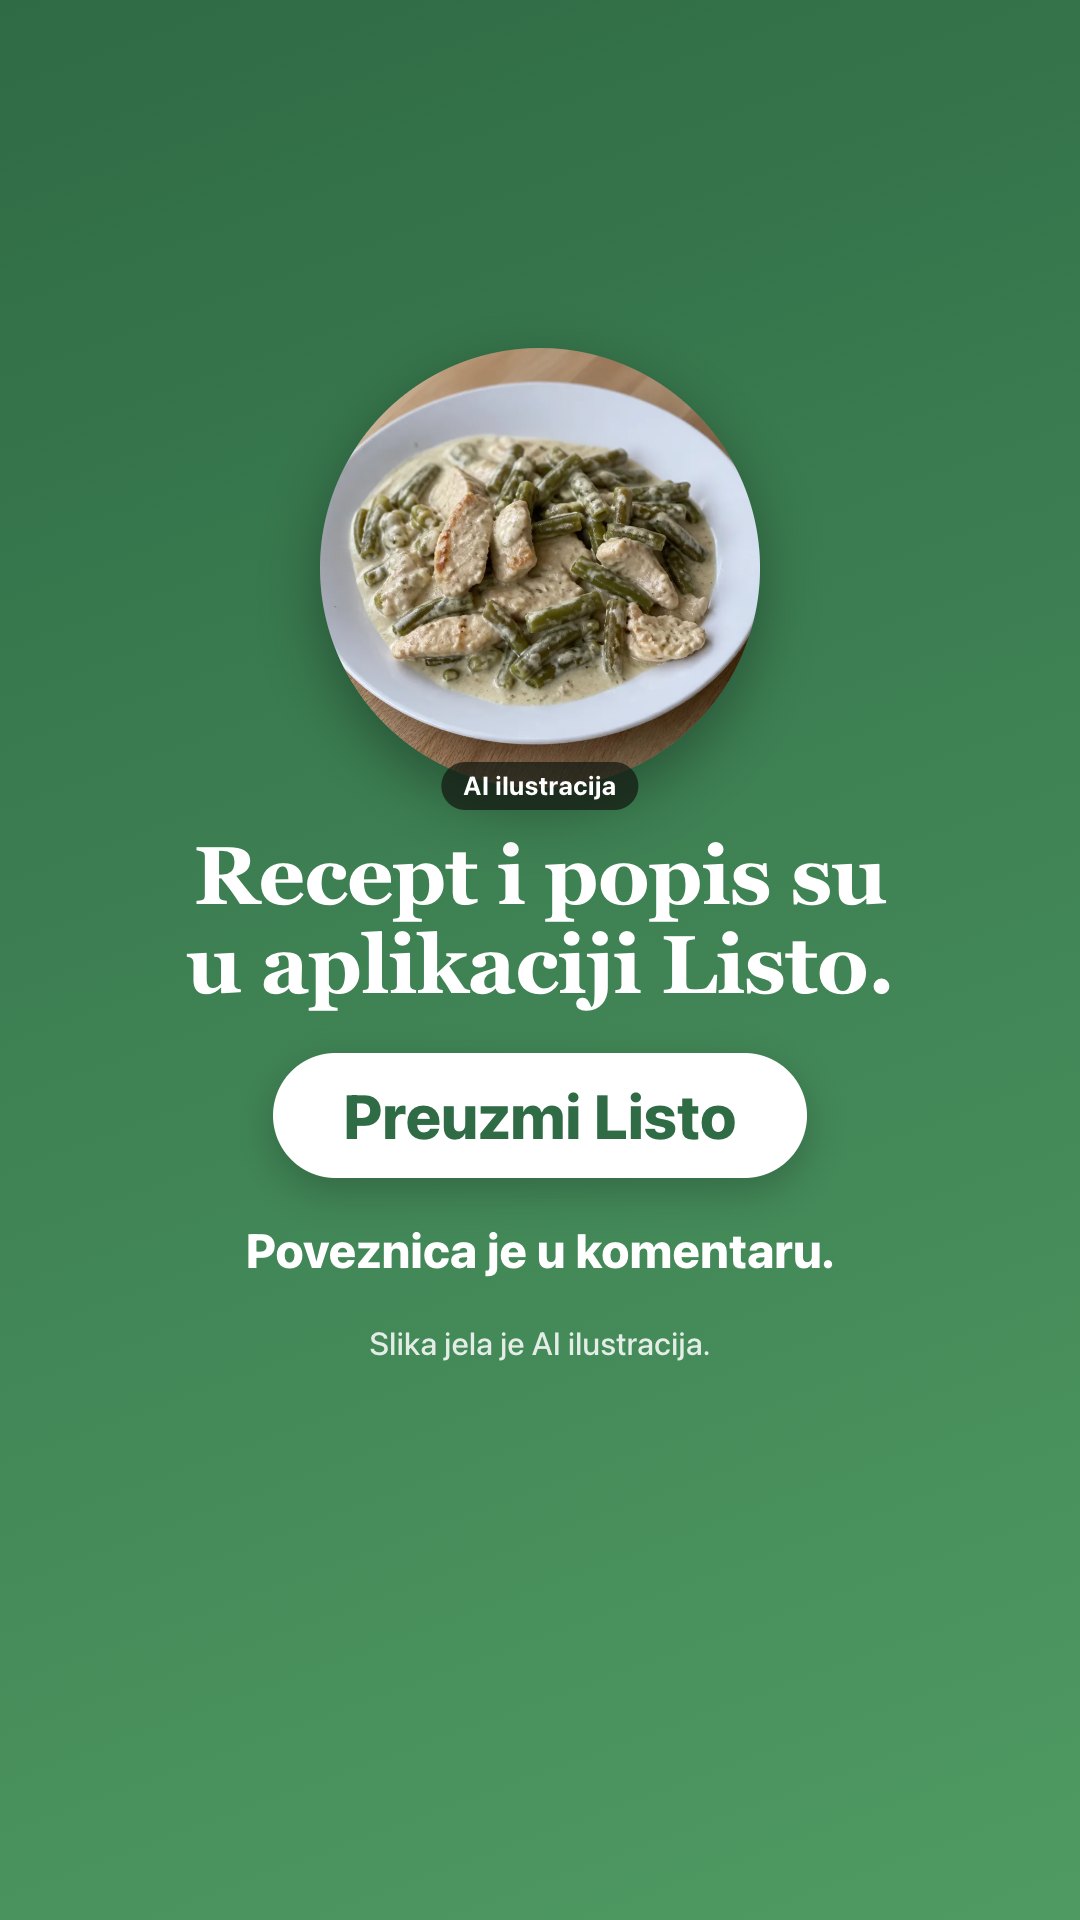 AI ilustracija
Recept i popis su
u aplikaciji Listo.
Preuzmi Listo
Poveznica je u komentaru.
Slika jela je AI ilustracija.